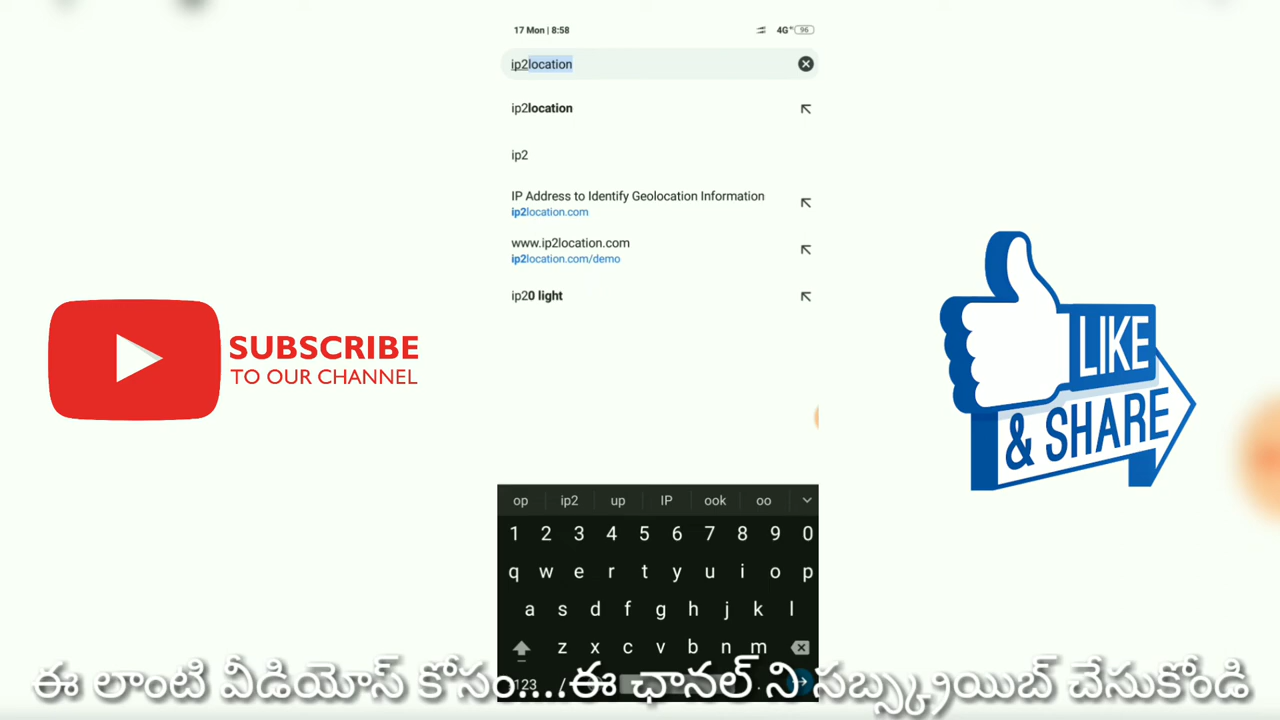 17 Mon | 8:58
4G+ 96
ip2location
ip2location
ip2
IP Address to Identify Geolocation Information
ip2location.com
www.ip2location.com
ip2location.com/demo
ip20 light
SUBSCRIBE
TO OUR CHANNEL
LIKE
& SHARE
op ip2 up IP ook oo
1 2 3 4 5 6 7 8 9 0
q w e r t y u i o p
a s d f g h j k l
z x c v b n m
123 / .
ఈ లాంటి వీడియోస్ కోసం....ఈ ఛానల్ ని సబ్స్క్రయిబ్ చేసుకోండి